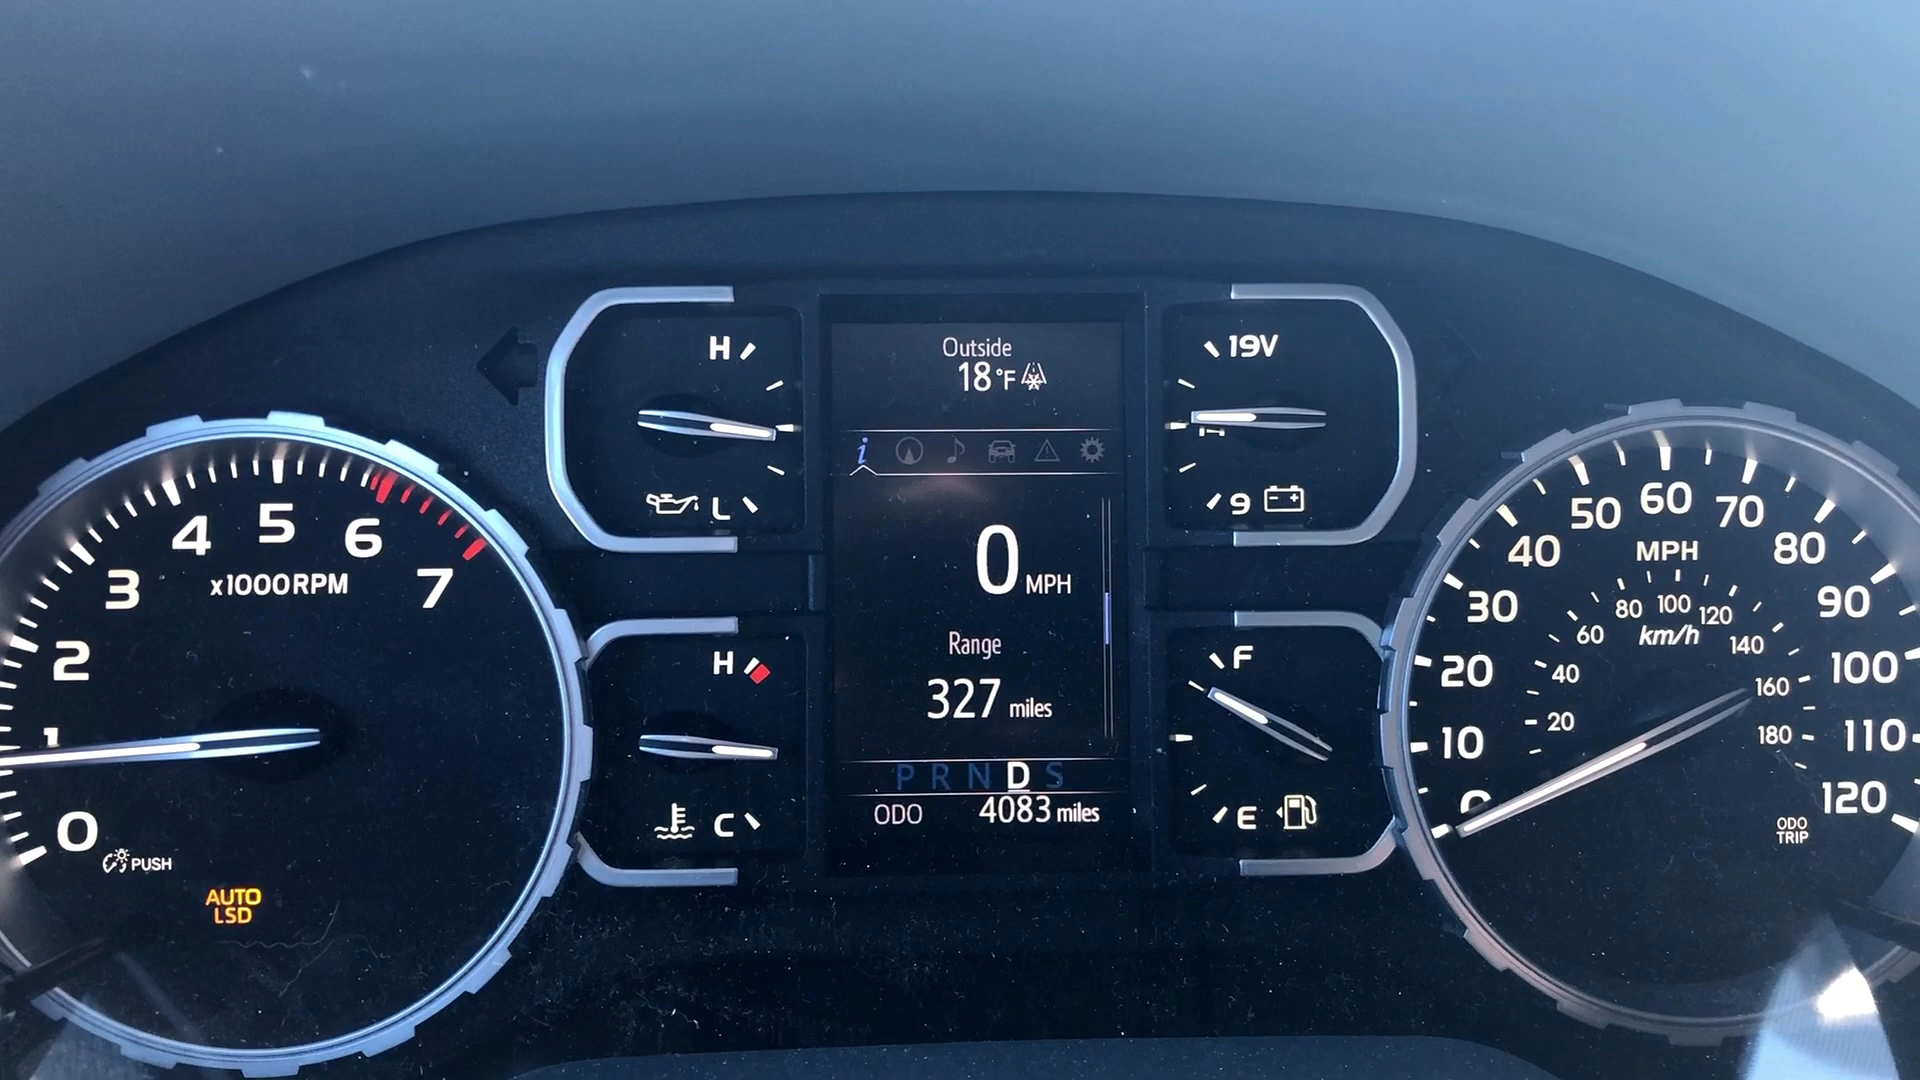 0
1
2
3
4
5
6
7
x1000RPM
PUSH
AUTO
LSD
H
L
H
C
Outside
18°F
i
0 MPH
Range
327 miles
P R N D S
ODO 4083 miles
19V
9
F
E
0
10
20
30
40
50
60
70
80
90
100
110
120
MPH
20
40
60
80
100
120
140
160
180
km/h
ODO
TRIP